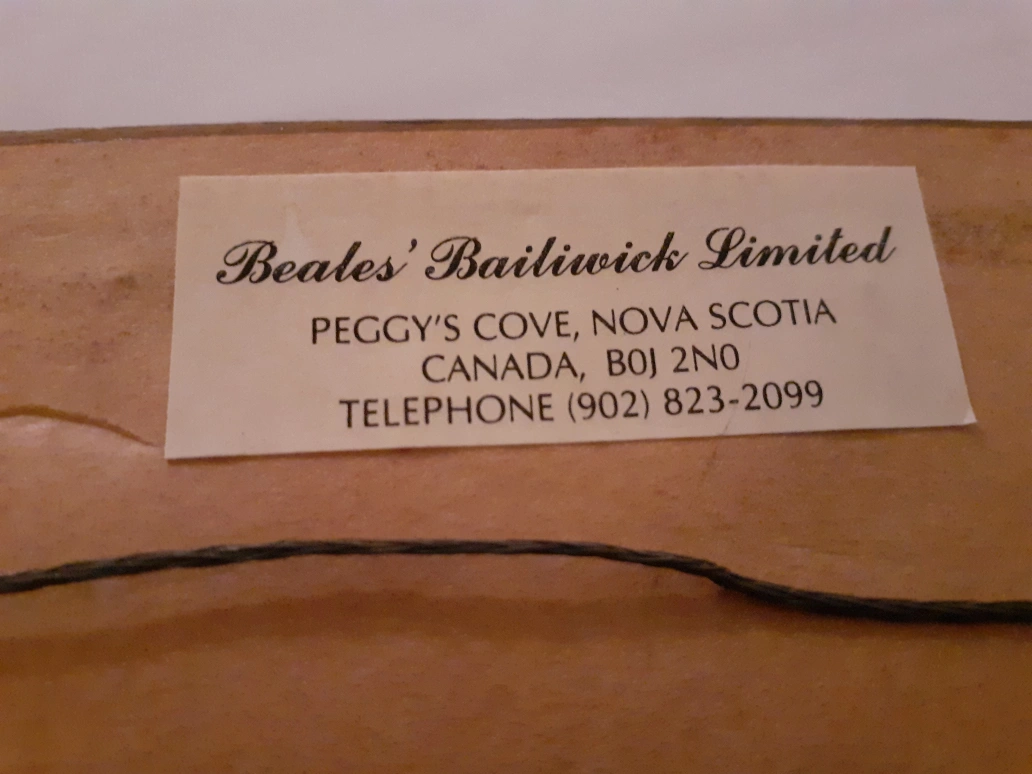 Beales' Bailiwick Limited
PEGGY'S COVE, NOVA SCOTIA
CANADA, B0J 2N0
TELEPHONE (902) 823-2099